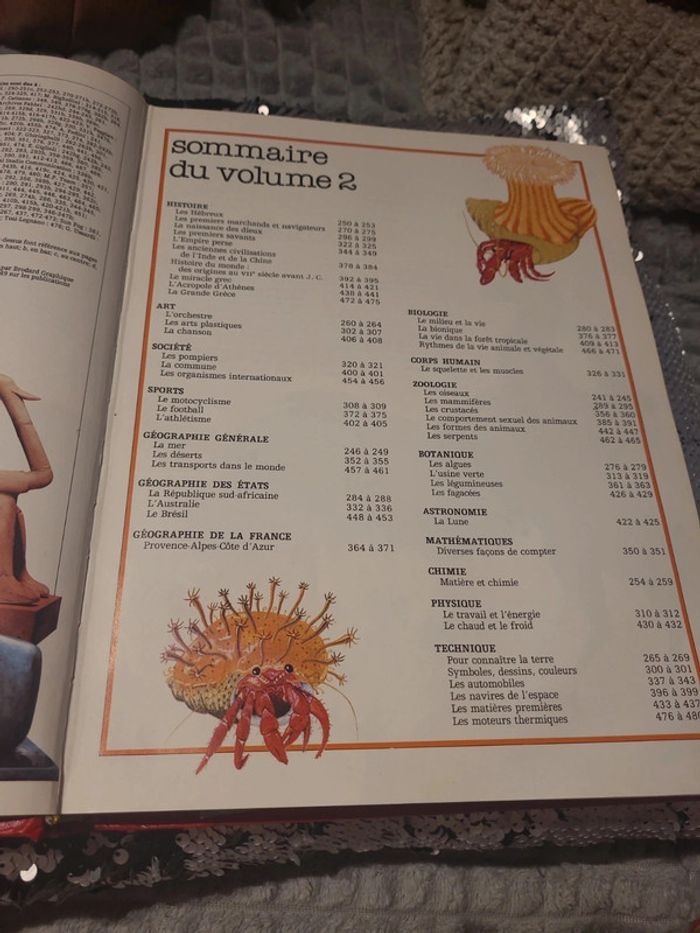 sommaire
du volume 2
HISTOIRE
Les Hébreux 250 à 253
Les premiers marchands et navigateurs 270 à 275
La naissance des dieux 296 à 299
Les premiers savants 322 à 325
L'Empire perse 344 à 349
Les anciennes civilisations
de l'Inde et de la Chine 378 à 384
Histoire du monde :
des origines au VIIe siècle avant J. C. 392 à 395
Le miracle grec 414 à 421
L'Acropole d'Athènes 438 à 441
La Grande Grèce 472 à 475
ART
L'orchestre 260 à 264
Les arts plastiques 302 à 307
La chanson 406 à 408
SOCIÉTÉ
Les pompiers 320 à 321
La commune 400 à 401
Les organismes internationaux 454 à 456
SPORTS
Le motocyclisme 308 à 309
Le football 372 à 375
L'athlétisme 402 à 405
GÉOGRAPHIE GÉNÉRALE
La mer 246 à 249
Les déserts 352 à 355
Les transports dans le monde 457 à 461
GÉOGRAPHIE DES ÉTATS
La République sud-africaine 284 à 288
L'Australie 332 à 336
Le Brésil 448 à 453
GÉOGRAPHIE DE LA FRANCE
Provence-Alpes-Côte d'Azur 364 à 371
BIOLOGIE
Le milieu et la vie 280 à 283
La bionique 376 à 377
La vie dans la forêt tropicale 409 à 413
Rythmes de la vie animale et végétale 466 à 471
CORPS HUMAIN
Le squelette et les muscles 326 à 331
ZOOLOGIE
Les oiseaux 241 à 245
Les mammifères 289 à 295
Les crustacés 356 à 360
Le comportement sexuel des animaux 385 à 391
Les formes des animaux 442 à 447
Les serpents 462 à 465
BOTANIQUE
Les algues 276 à 279
L'usine verte 313 à 319
Les légumineuses 361 à 363
Les fagacées 426 à 429
ASTRONOMIE
La Lune 422 à 425
MATHÉMATIQUES
Diverses façons de compter 350 à 351
CHIMIE
Matière et chimie 254 à 259
PHYSIQUE
Le travail et l'énergie 310 à 312
Le chaud et le froid 430 à 432
TECHNIQUE
Pour connaître la terre 265 à 269
Symboles, dessins, couleurs 300 à 301
Les automobiles 337 à 343
Les navires de l'espace 396 à 399
Les matières premières 433 à 437
Les moteurs thermiques 476 à 480